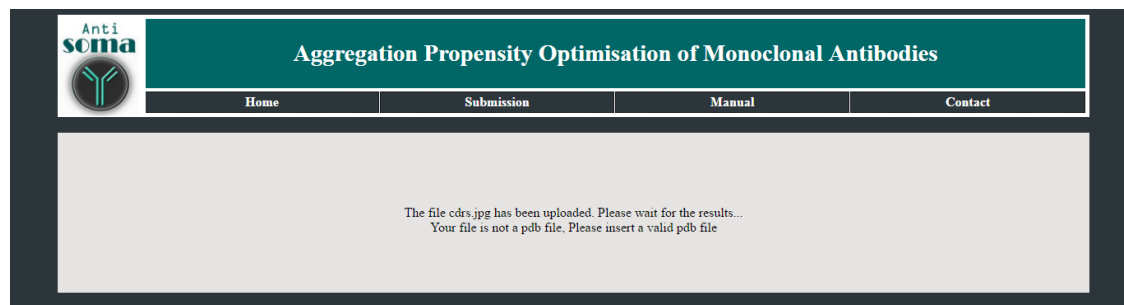 Anti
soma
Aggregation Propensity Optimisation of Monoclonal Antibodies
Home Submission Manual Contact
The file cdrs.jpg has been uploaded. Please wait for the results...
Your file is not a pdb file, Please insert a valid pdb file